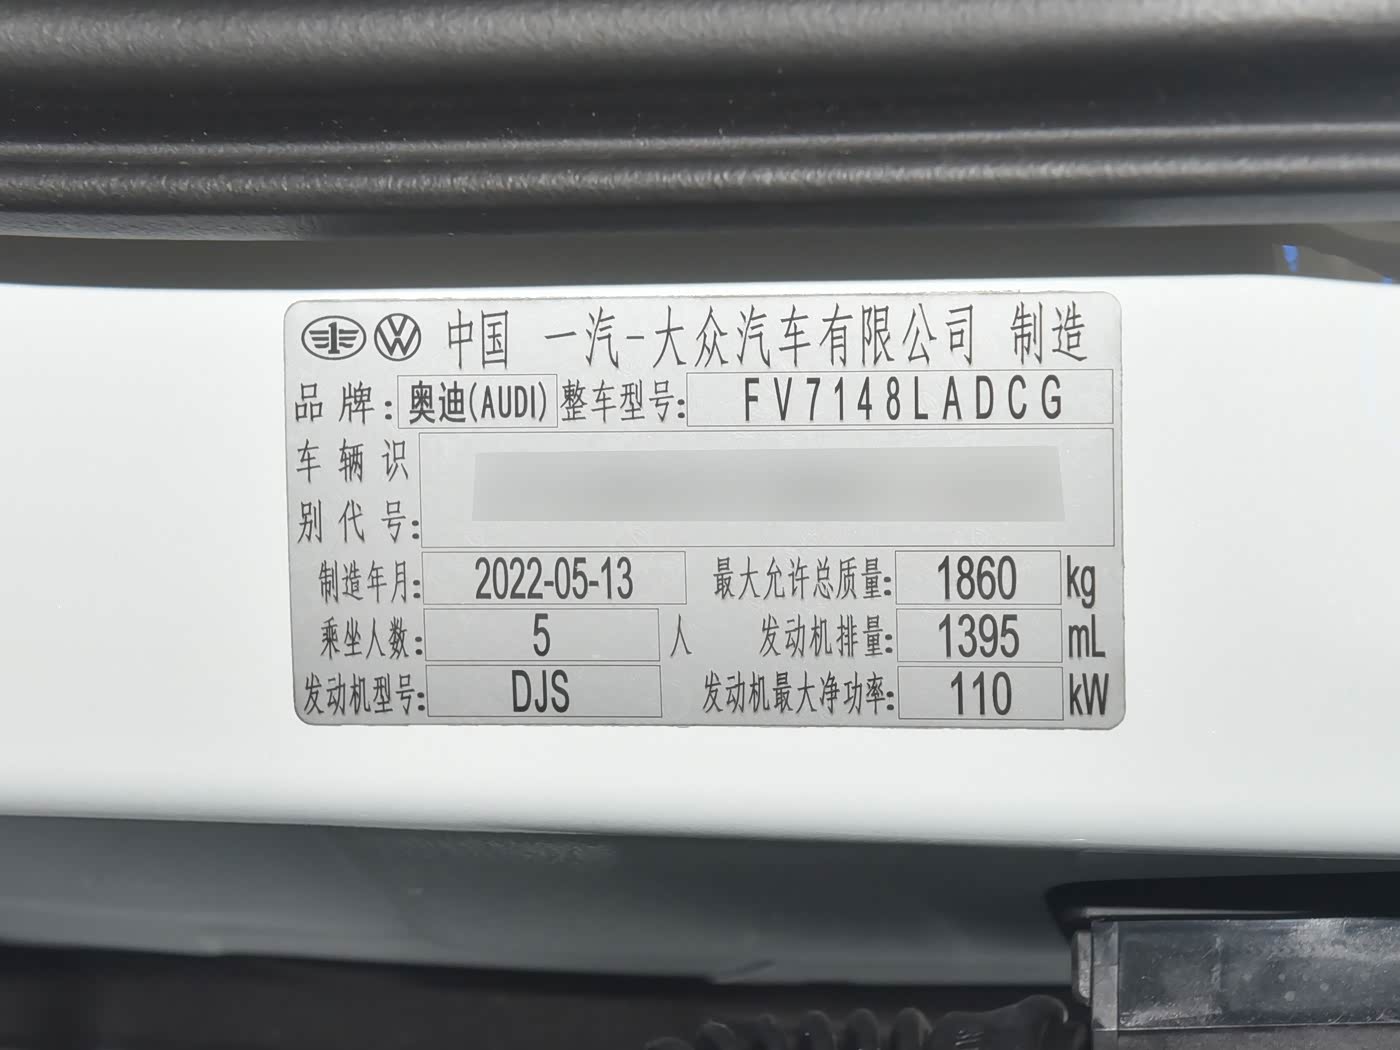 中国 一汽-大众汽车有限公司 制造
品牌: 奥迪(AUDI) 整车型号: FV7148LADCG
车辆识
别代号:
制造年月: 2022-05-13 最大允许总质量: 1860 kg
乘坐人数: 5 人 发动机排量: 1395 mL
发动机型号: DJS 发动机最大净功率: 110 kW